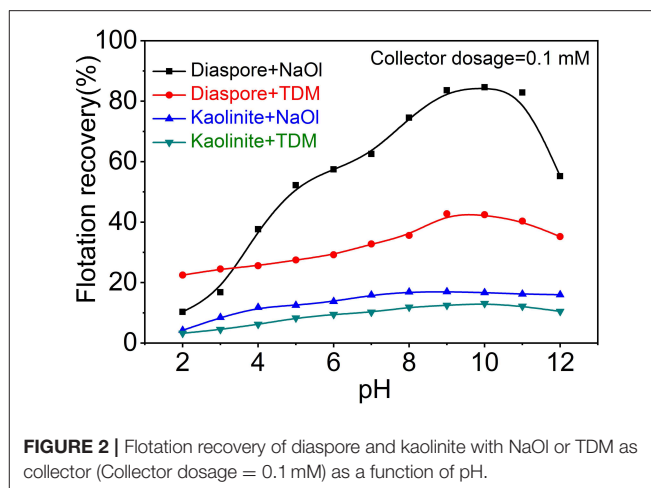 100
80
60
40
20
0
Flotation recovery(%)
Collector dosage=0.1 mM
Diaspore+NaOl
Diaspore+TDM
Kaolinite+NaOl
Kaolinite+TDM
2 4 6 8 10 12
pH
FIGURE 2 | Flotation recovery of diaspore and kaolinite with NaOl or TDM as
collector (Collector dosage = 0.1 mM) as a function of pH.